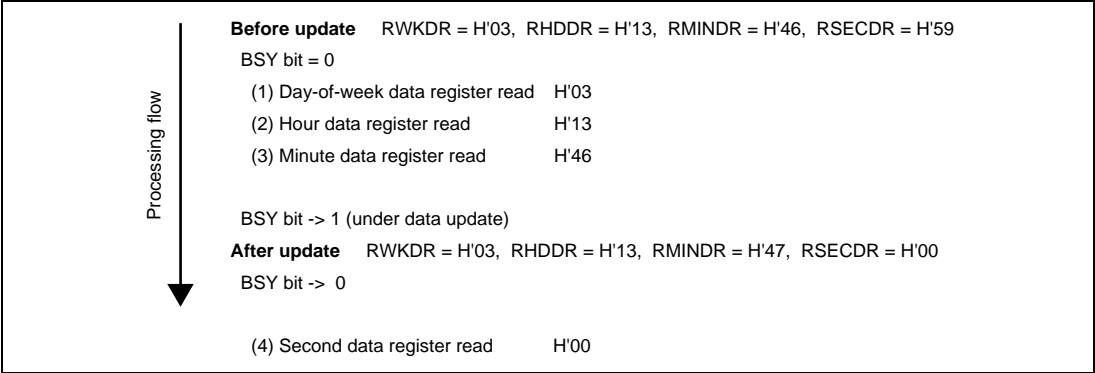 Before update RWKDR = H'03, RHDDR = H'13, RMINDR = H'46, RSECDR = H'59
BSY bit = 0
(1) Day-of-week data register read H'03
(2) Hour data register read H'13
(3) Minute data register read H'46
Processing flow
BSY bit -> 1 (under data update)
After update RWKDR = H'03, RHDDR = H'13, RMINDR = H'47, RSECDR = H'00
BSY bit -> 0
(4) Second data register read H'00